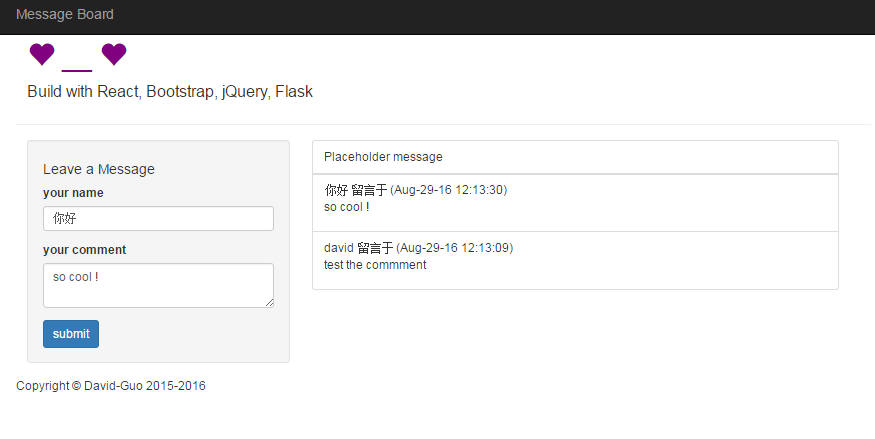 Message Board
♥__♥
Build with React, Bootstrap, jQuery, Flask
Leave a Message
your name
你好
your comment
so cool !
submit
Placeholder message
你好 留言于 (Aug-29-16 12:13:30)
so cool !
david 留言于 (Aug-29-16 12:13:09)
test the commment
Copyright © David-Guo 2015-2016